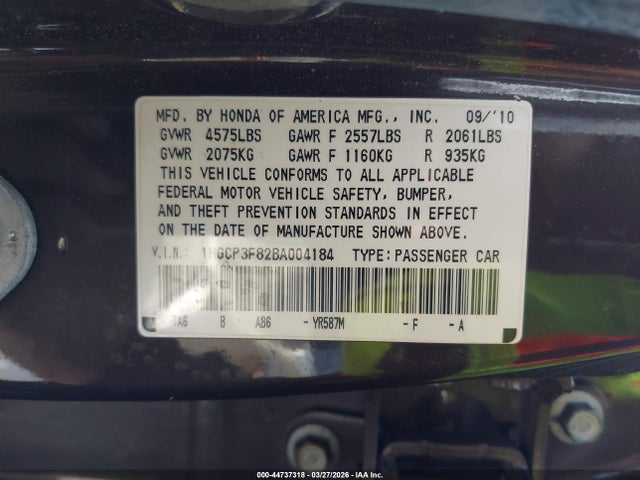 MFD. BY HONDA OF AMERICA MFG., INC. 09/'10
GVWR 4575LBS GAWR F 2557LBS R 2061LBS
GVWR 2075KG GAWR F 1160KG R 935KG
THIS VEHICLE CONFORMS TO ALL APPLICABLE
FEDERAL MOTOR VEHICLE SAFETY, BUMPER,
AND THEFT PREVENTION STANDARDS IN EFFECT
ON THE DATE OF MANUFACTURE SHOWN ABOVE.
V.I.N.: 1HGCP3F82BA004184 TYPE: PASSENGER CAR
B AB6 - YR587M - F - A
000-44737318 - 03/27/2026 - IAA Inc.